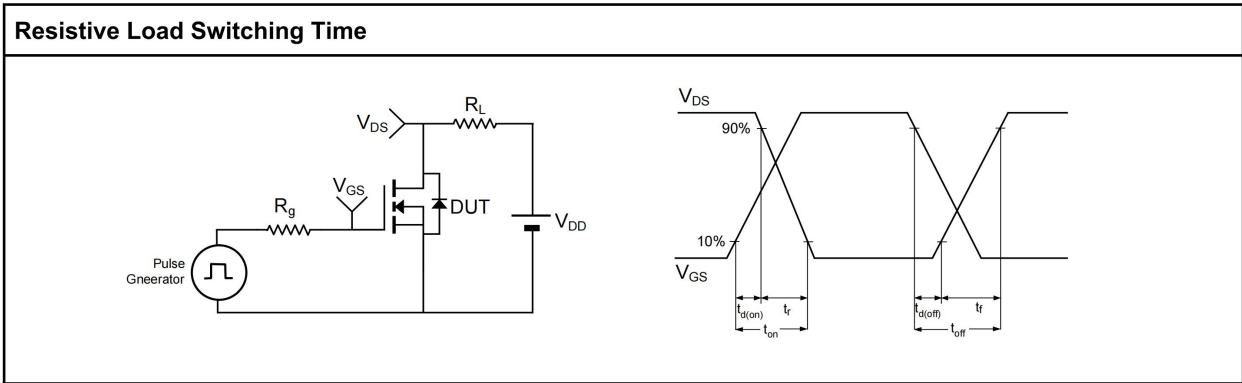 Resistive Load Switching Time
VDS
RL
VGS
Rg
DUT
VDD
Pulse
Gneerator
VDS
90%
10%
VGS
td(on)
tr
td(off)
tf
ton
toff